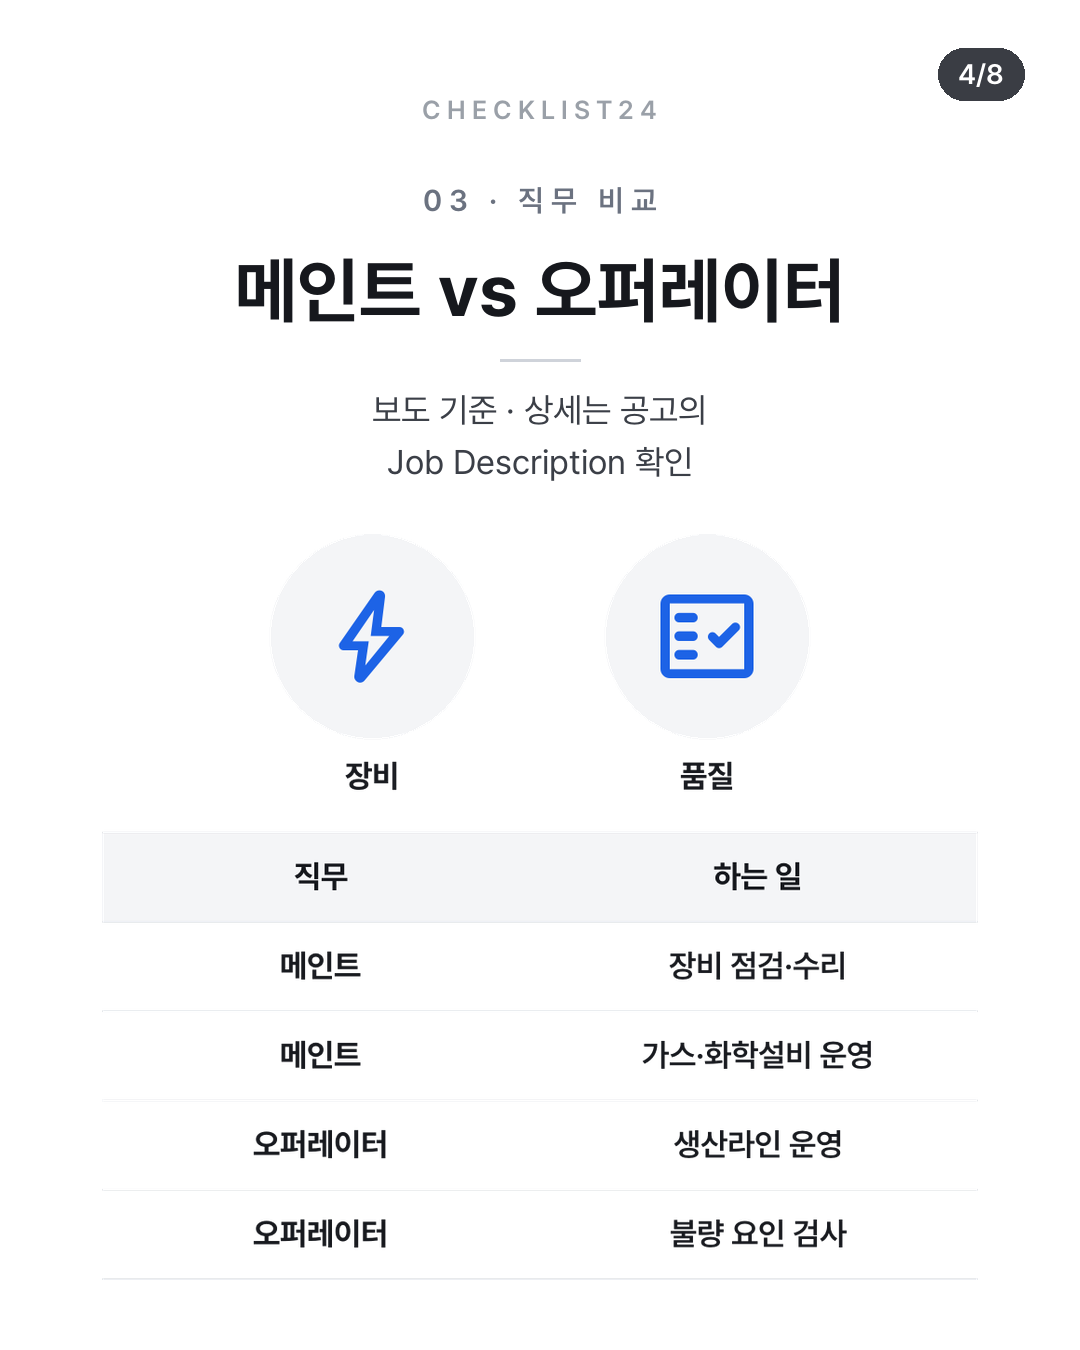 4/8
CHECKLIST24
03 · 직무 비교
메인트 vs 오퍼레이터
보도 기준 · 상세는 공고의
Job Description 확인
장비 품질
직무 하는 일
메인트 장비 점검·수리
메인트 가스·화학설비 운영
오퍼레이터 생산라인 운영
오퍼레이터 불량 요인 검사